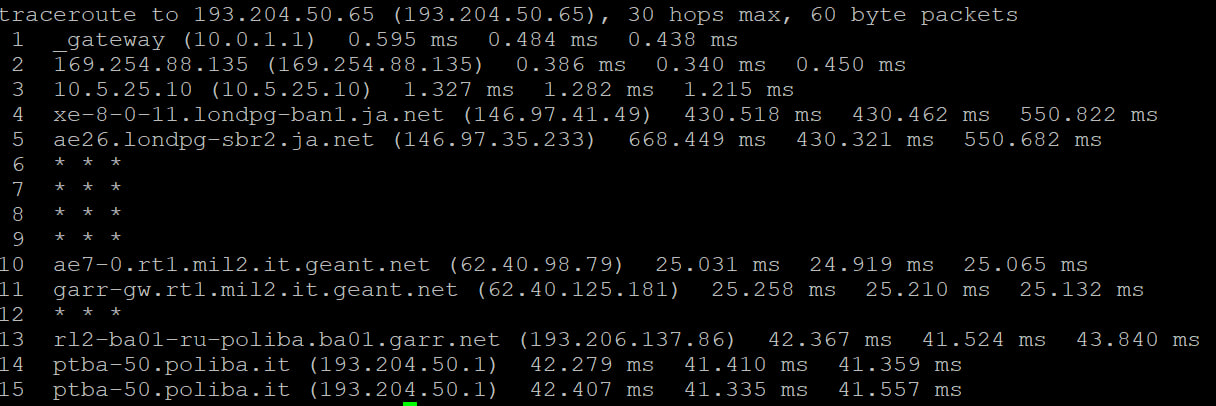 traceroute to 193.204.50.65 (193.204.50.65), 30 hops max, 60 byte packets
 1  _gateway (10.0.1.1)  0.595 ms  0.484 ms  0.438 ms
 2  169.254.88.135 (169.254.88.135)  0.386 ms  0.340 ms  0.450 ms
 3  10.5.25.10 (10.5.25.10)  1.327 ms  1.282 ms  1.215 ms
 4  xe-8-0-11.londpg-ban1.ja.net (146.97.41.49)  430.518 ms  430.462 ms  550.822 ms
 5  ae26.londpg-sbr2.ja.net (146.97.35.233)  668.449 ms  430.321 ms  550.682 ms
 6  * * *
 7  * * *
 8  * * *
 9  * * *
10  ae7-0.rt1.mil2.it.geant.net (62.40.98.79)  25.031 ms  24.919 ms  25.065 ms
11  garr-gw.rt1.mil2.it.geant.net (62.40.125.181)  25.258 ms  25.210 ms  25.132 ms
12  * * *
13  rl2-ba01-ru-poliba.ba01.garr.net (193.206.137.86)  42.367 ms  41.524 ms  43.840 ms
14  ptba-50.poliba.it (193.204.50.1)  42.279 ms  41.410 ms  41.359 ms
15  ptba-50.poliba.it (193.204.50.1)  42.407 ms  41.335 ms  41.557 ms